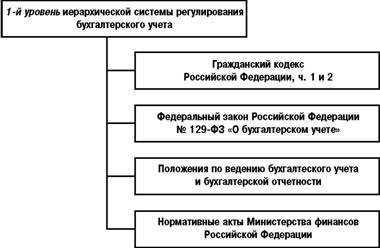 1-й уровень иерархической системы регулирования
бухгалтерского учета
Гражданский кодекс
Российской Федерации, ч. 1 и 2
Федеральный закон Российской Федерации
№ 129-ФЗ «О бухгалтерском учете»
Положения по ведению бухгалтеского учета
и бухгалтерской отчетности
Нормативные акты Министерства финансов
Российской Федерации